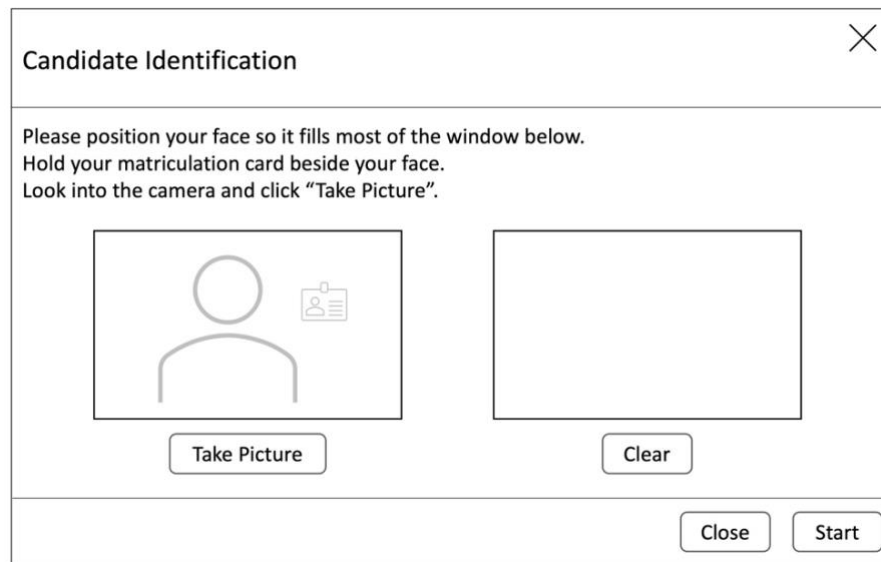 Candidate Identification
Please position your face so it fills most of the window below.
Hold your matriculation card beside your face.
Look into the camera and click “Take Picture”.
Take Picture
Clear
Close
Start